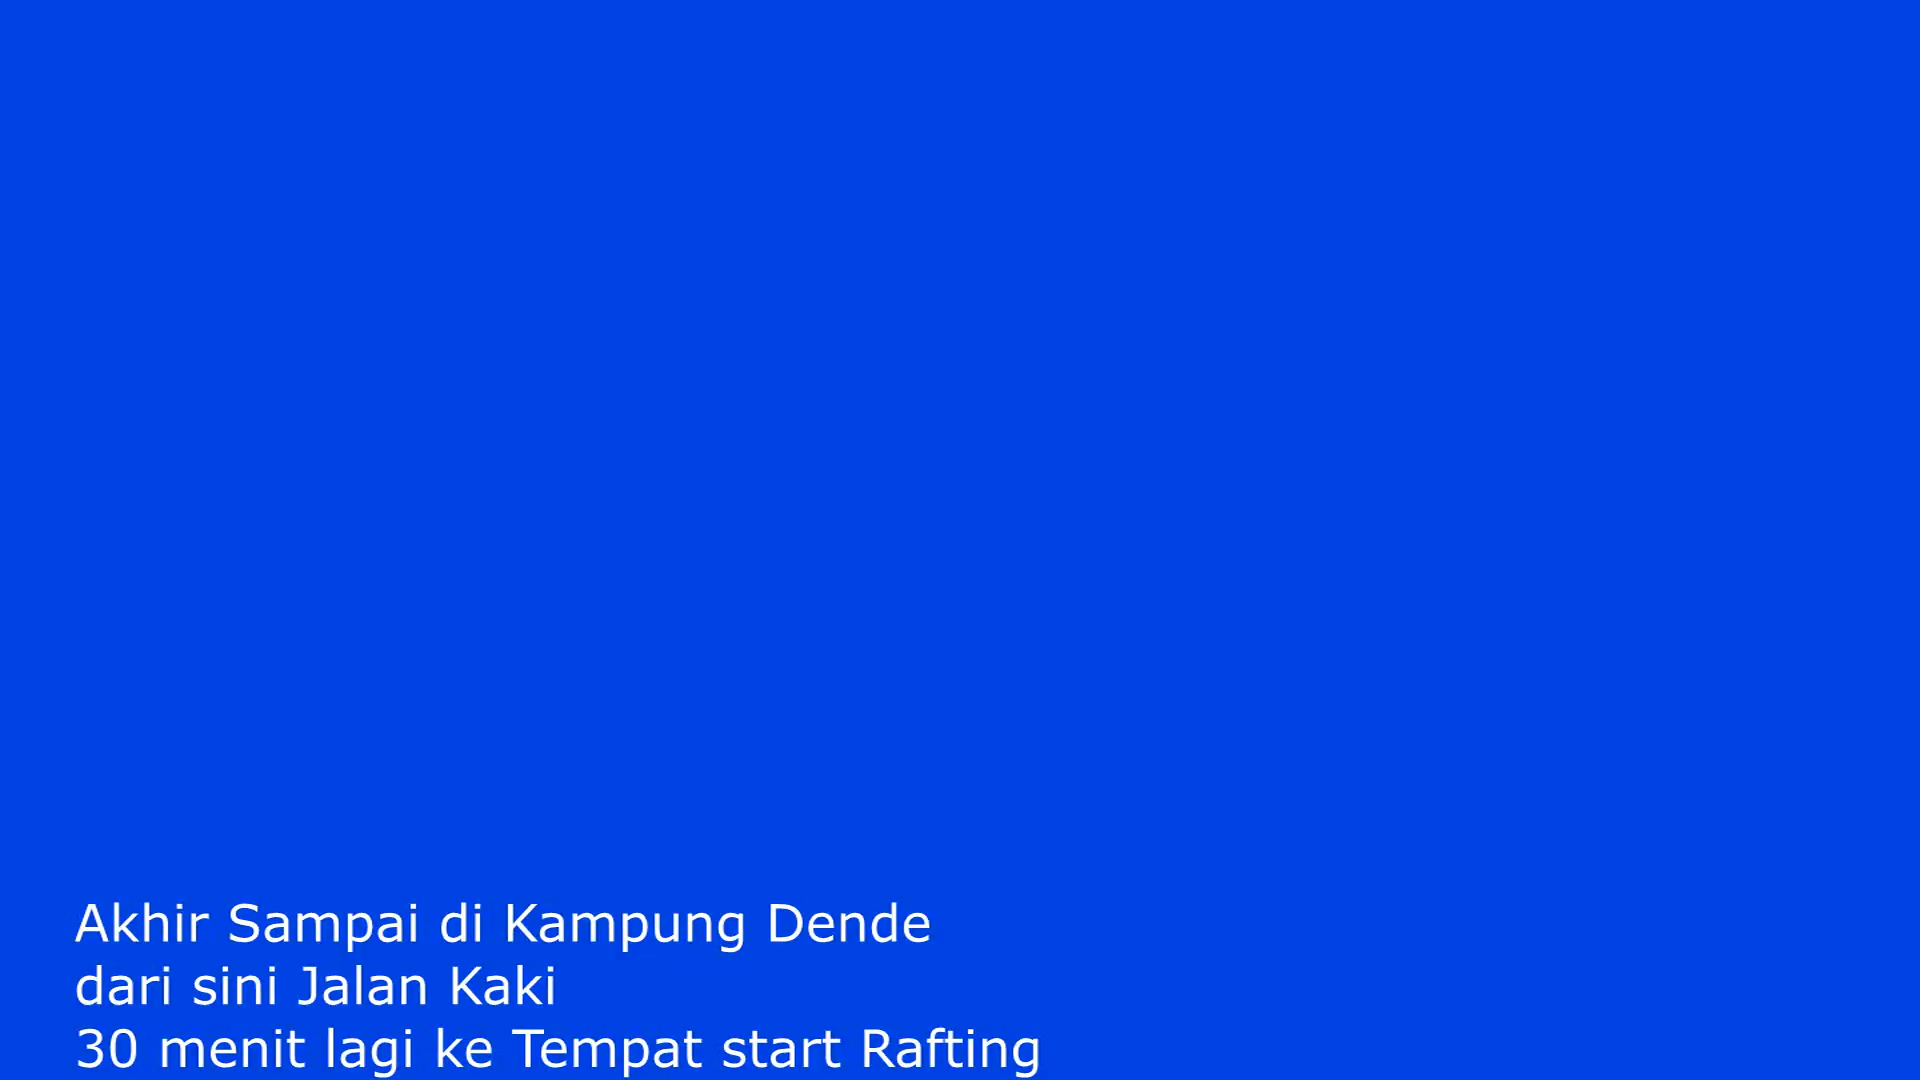 Akhir Sampai di Kampung Dende
dari sini Jalan Kaki
30 menit lagi ke Tempat start Rafting